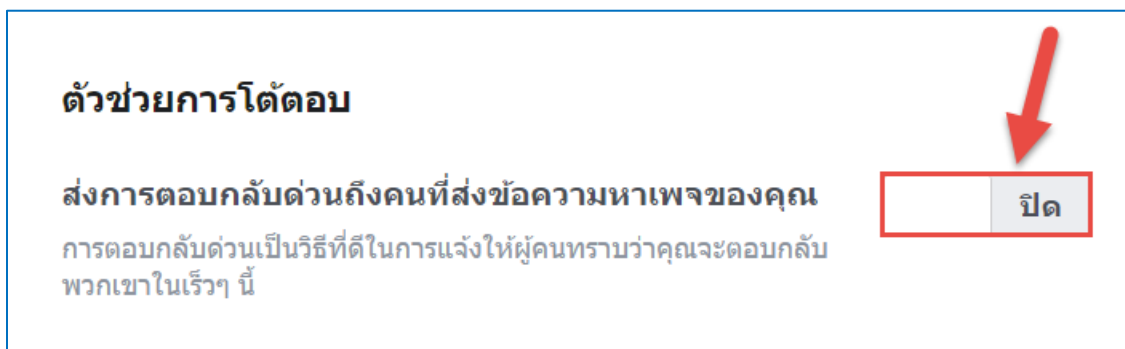 ตัวช่วยการโต้ตอบ
ส่งการตอบกลับด่วนถึงคนที่ส่งข้อความหาเพจของคุณ
ปิด
การตอบกลับด่วนเป็นวิธีที่ดีในการแจ้งให้ผู้คนทราบว่าคุณจะตอบกลับ
พวกเขาในเร็วๆ นี้